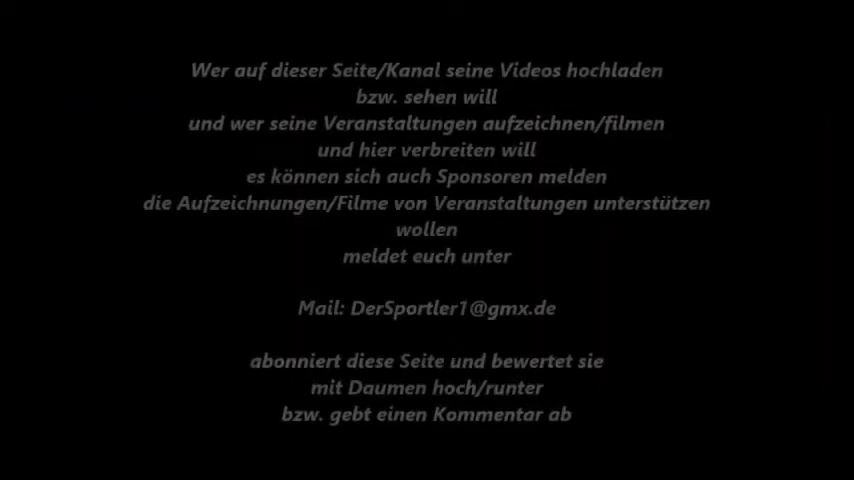 Wer auf dieser Seite/Kanal seine Videos hochladen
bzw. sehen will
und wer seine Veranstaltungen aufzeichnen/filmen
und hier verbreiten will
es können sich auch Sponsoren melden
die Aufzeichnungen/Filme von Veranstaltungen unterstützen
wollen
meldet euch unter
Mail: DerSportler1@gmx.de
abonniert diese Seite und bewertet sie
mit Daumen hoch/runter
bzw. gebt einen Kommentar ab